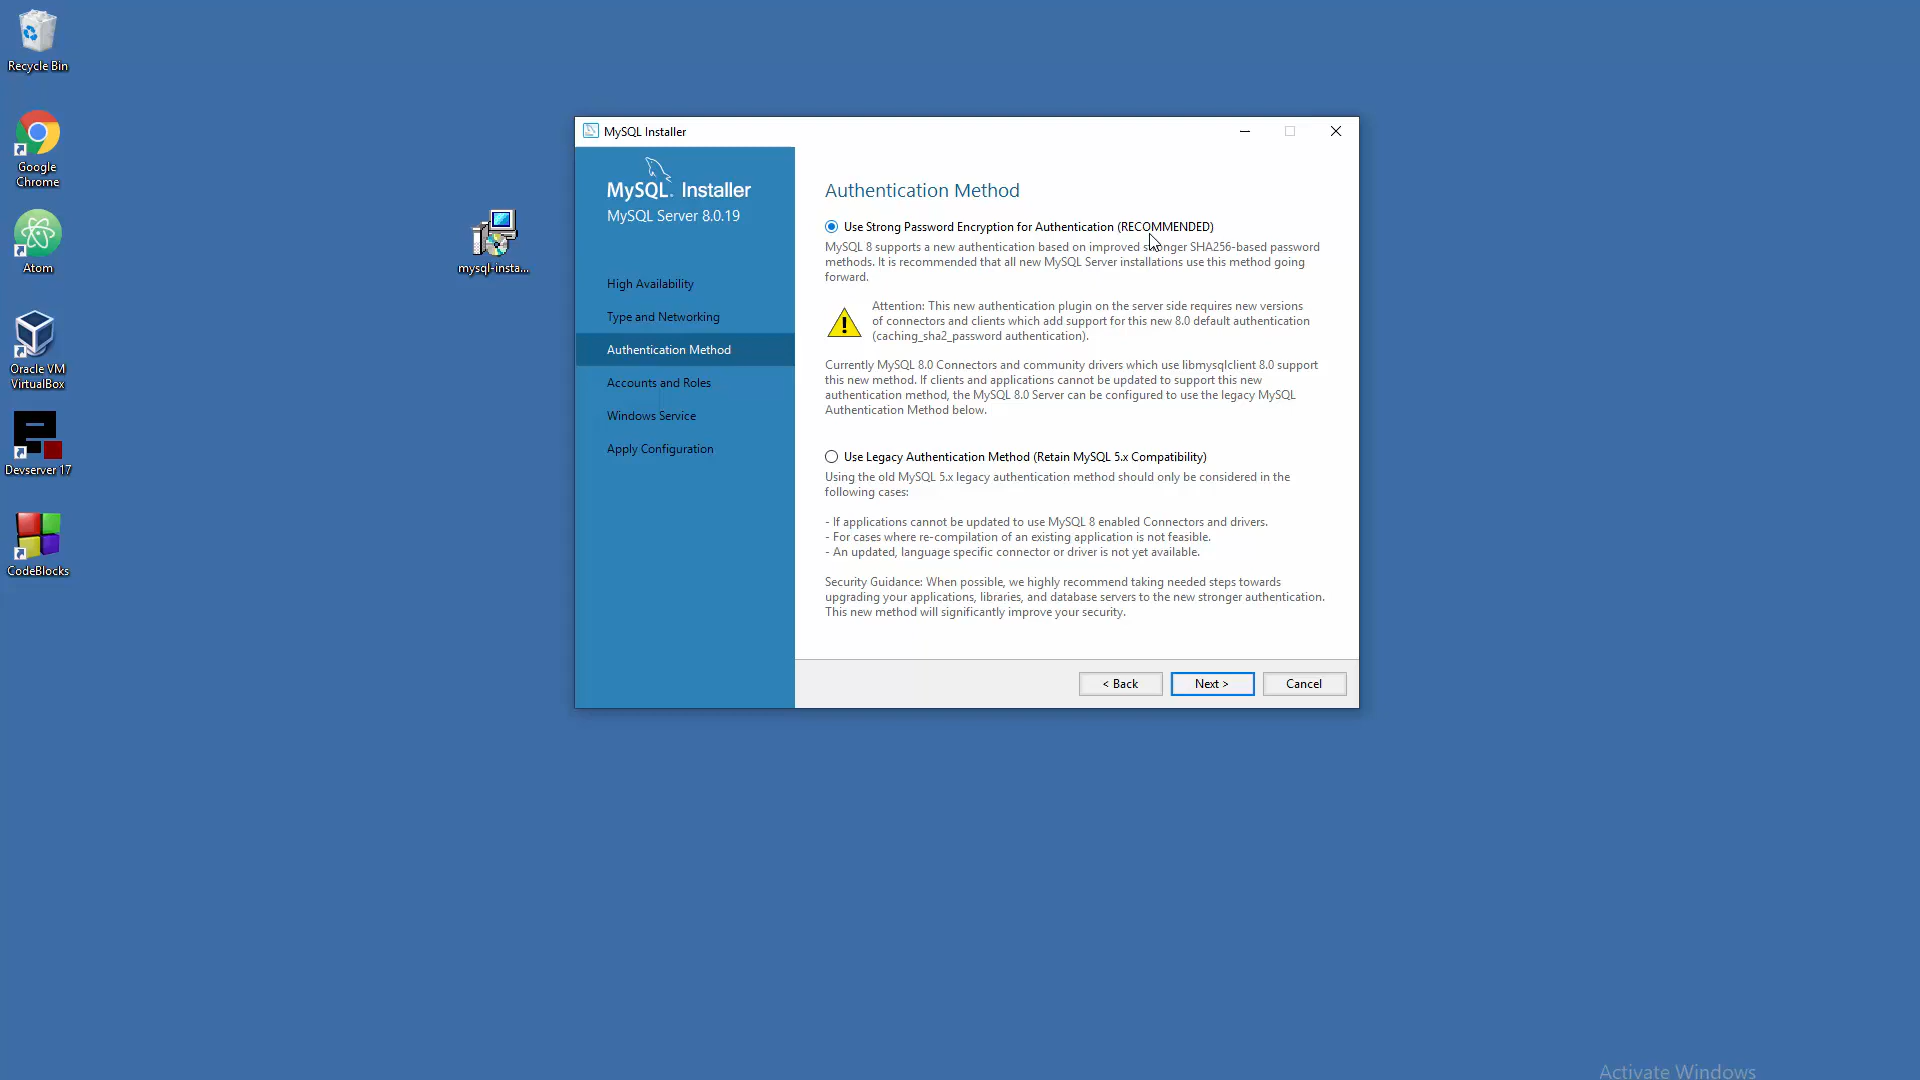 Recycle Bin
Google
Chrome
Atom
Oracle VM
VirtualBox
Devserver 17
CodeBlocks
mysql-insta...
MySQL Installer
MySQL. Installer
MySQL Server 8.0.19
High Availability
Type and Networking
Authentication Method
Accounts and Roles
Windows Service
Apply Configuration
Authentication Method
Use Strong Password Encryption for Authentication (RECOMMENDED)
MySQL 8 supports a new authentication based on improved stronger SHA256-based password
methods. It is recommended that all new MySQL Server installations use this method going
forward.
Attention: This new authentication plugin on the server side requires new versions
of connectors and clients which add support for this new 8.0 default authentication
(caching_sha2_password authentication).
Currently MySQL 8.0 Connectors and community drivers which use libmysqlclient 8.0 support
this new method. If clients and applications cannot be updated to support this new
authentication method, the MySQL 8.0 Server can be configured to use the legacy MySQL
Authentication Method below.
Use Legacy Authentication Method (Retain MySQL 5.x Compatibility)
Using the old MySQL 5.x legacy authentication method should only be considered in the
following cases:
- If applications cannot be updated to use MySQL 8 enabled Connectors and drivers.
- For cases where re-compilation of an existing application is not feasible.
- An updated, language specific connector or driver is not yet available.
Security Guidance: When possible, we highly recommend taking needed steps towards
upgrading your applications, libraries, and database servers to the new stronger authentication.
This new method will significantly improve your security.
< Back
Next >
Cancel
Activate Windows